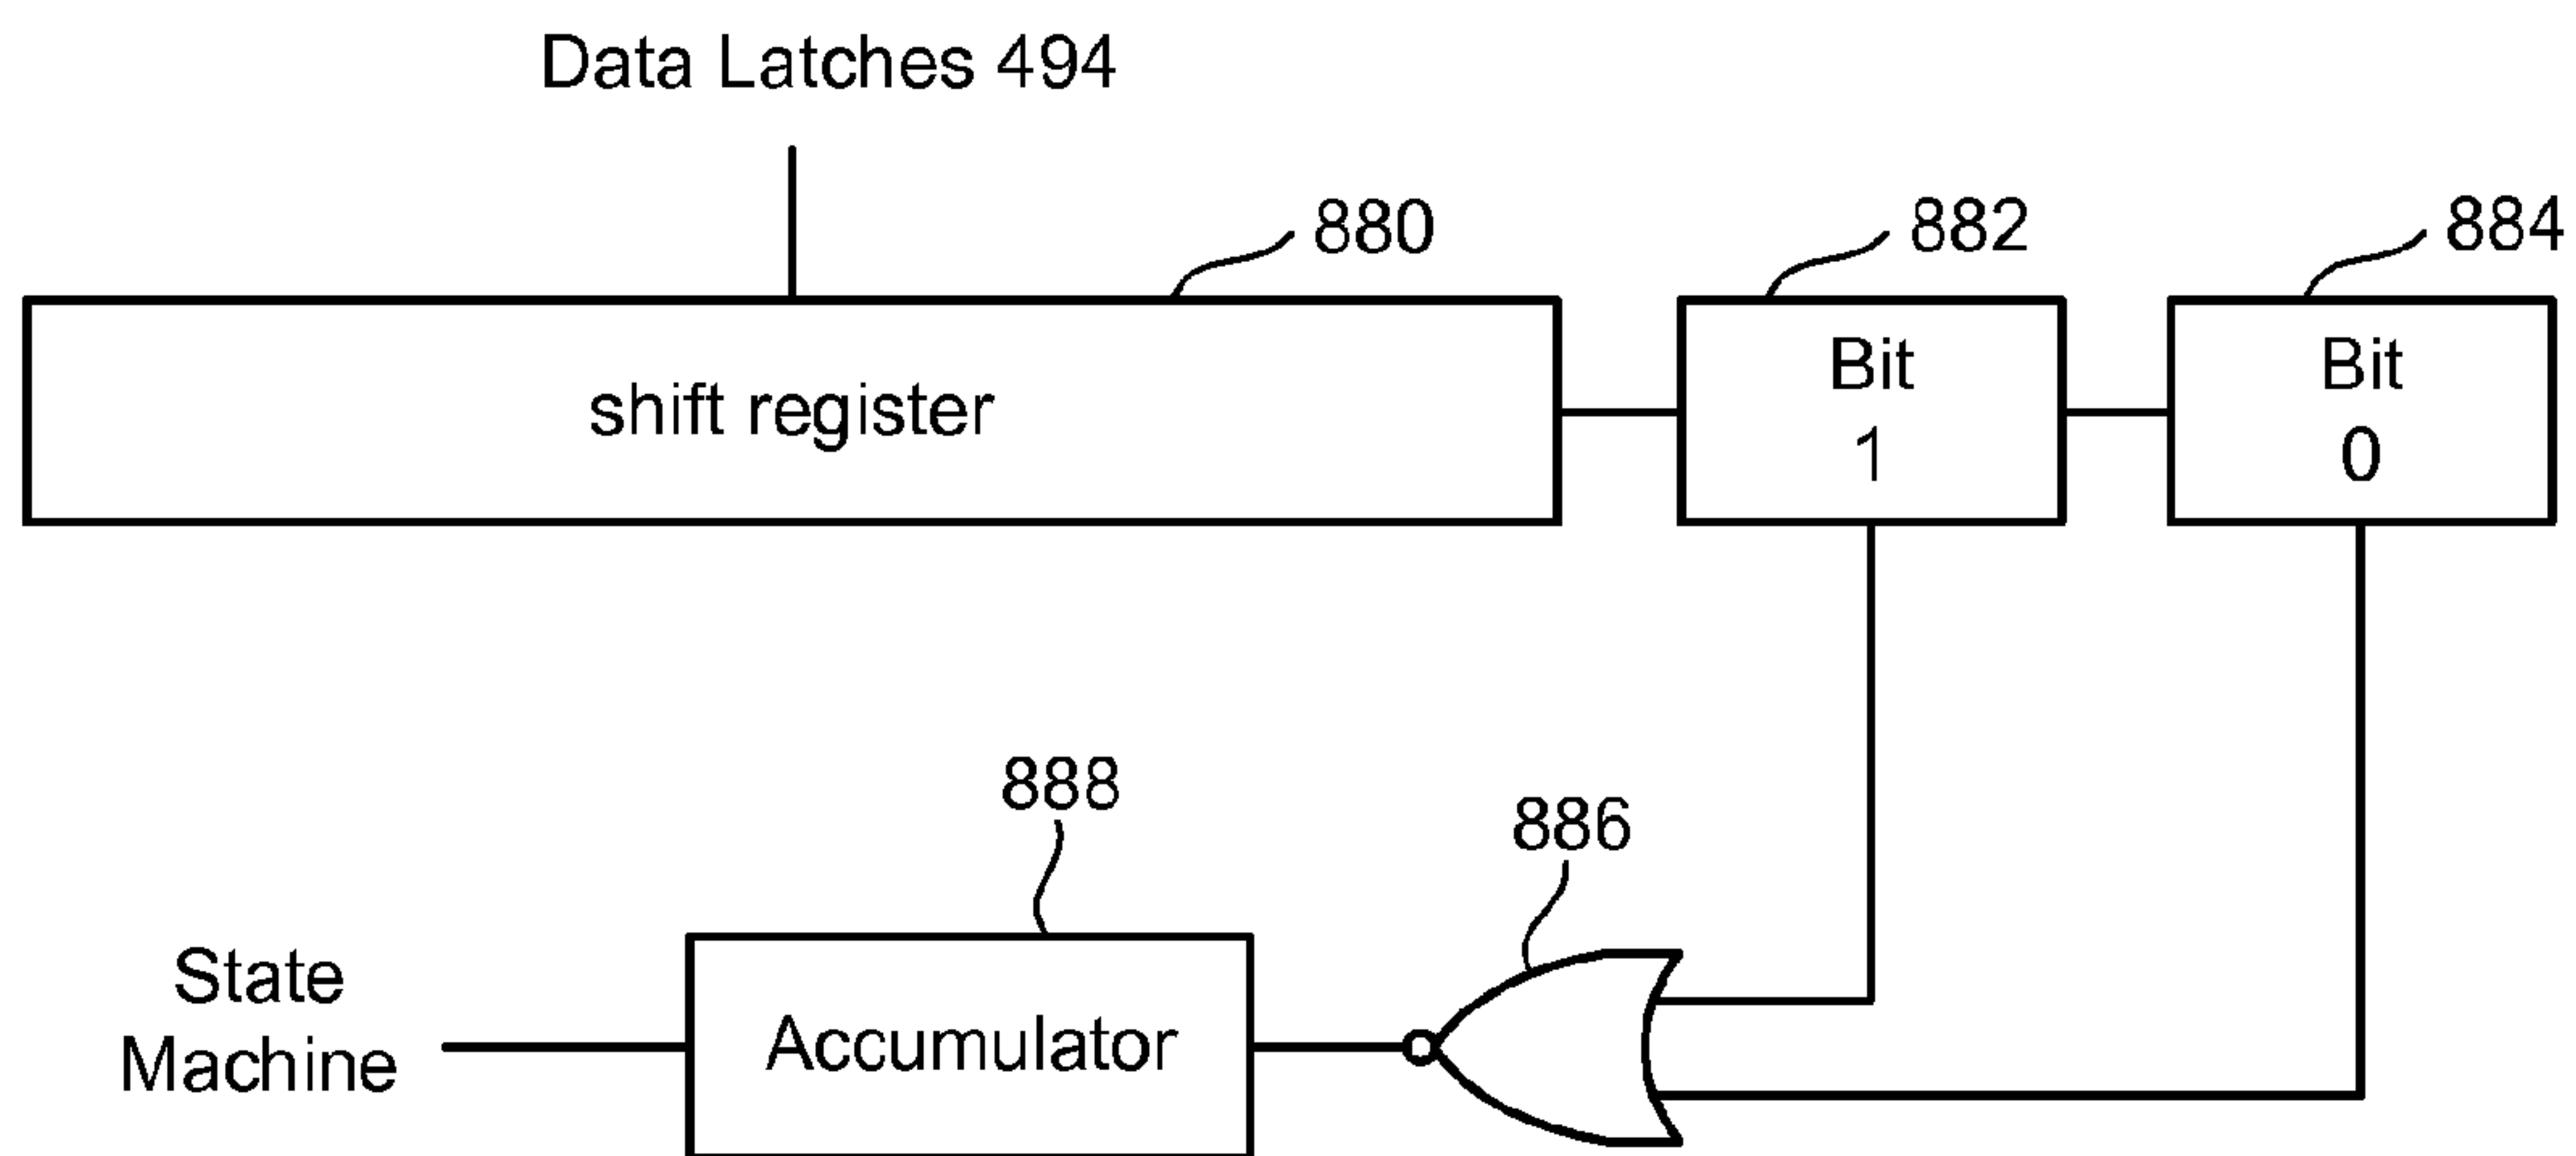 Data Latches 494
880
882
884
shift register
Bit
1
Bit
0
888
886
State
Machine
Accumulator